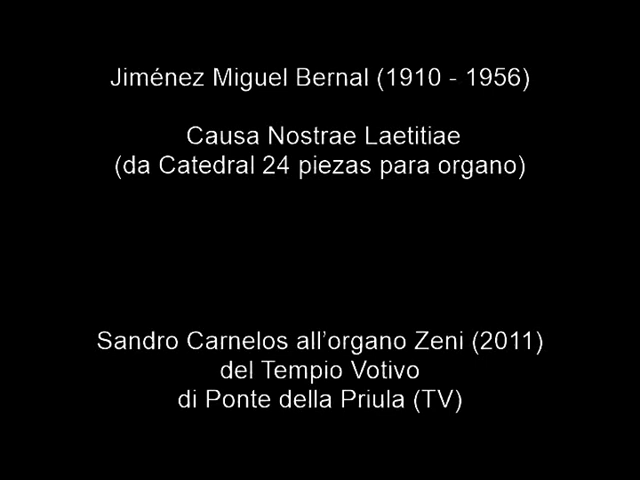 Jiménez Miguel Bernal (1910 - 1956)
Causa Nostrae Laetitiae
(da Catedral 24 piezas para organo)
Sandro Carnelos all’organo Zeni (2011)
del Tempio Votivo
di Ponte della Priula (TV)